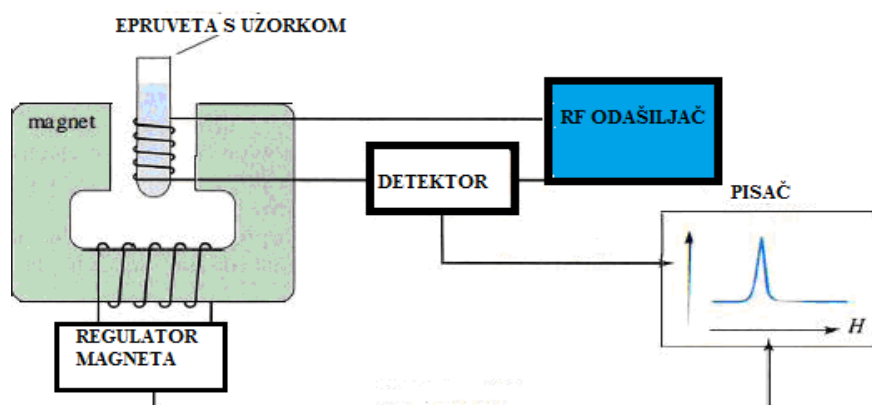 EPRUVETA S UZORKOM
magnet
RF ODAŠILJAČ
DETEKTOR
PISAČ
H
REGULATOR
MAGNETA